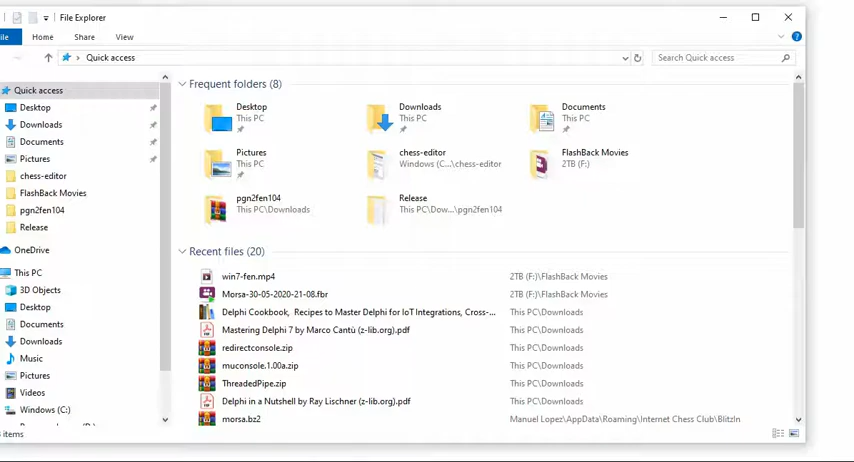 File Explorer
ile
Home
Share
View
Quick access
Search Quick access
Quick access
Desktop
Downloads
Documents
Pictures
chess-editor
FlashBack Movies
pgn2fen104
Release
OneDrive
This PC
3D Objects
Desktop
Documents
Downloads
Music
Pictures
Videos
Windows (C:)
items
Frequent folders (8)
Desktop
This PC
Downloads
This PC
Documents
This PC
Pictures
This PC
chess-editor
Windows (C...\chess-editor
FlashBack Movies
2TB (F:)
pgn2fen104
This PC\Downloads
Release
This PC\Dow...\pgn2fen104
Recent files (20)
win7-fen.mp4 2TB (F:)\FlashBack Movies
Morsa-30-05-2020-21-08.fbr 2TB (F:)\FlashBack Movies
Delphi Cookbook, Recipes to Master Delphi for IoT Integrations, Cross-... This PC\Downloads
Mastering Delphi 7 by Marco Cantù (z-lib.org).pdf This PC\Downloads
redirectconsole.zip This PC\Downloads
muconsole.1.00a.zip This PC\Downloads
ThreadedPipe.zip This PC\Downloads
Delphi in a Nutshell by Ray Lischner (z-lib.org).pdf This PC\Downloads
morsa.bz2 Manuel Lopez\AppData\Roaming\Internet Chess Club\BlitzIn